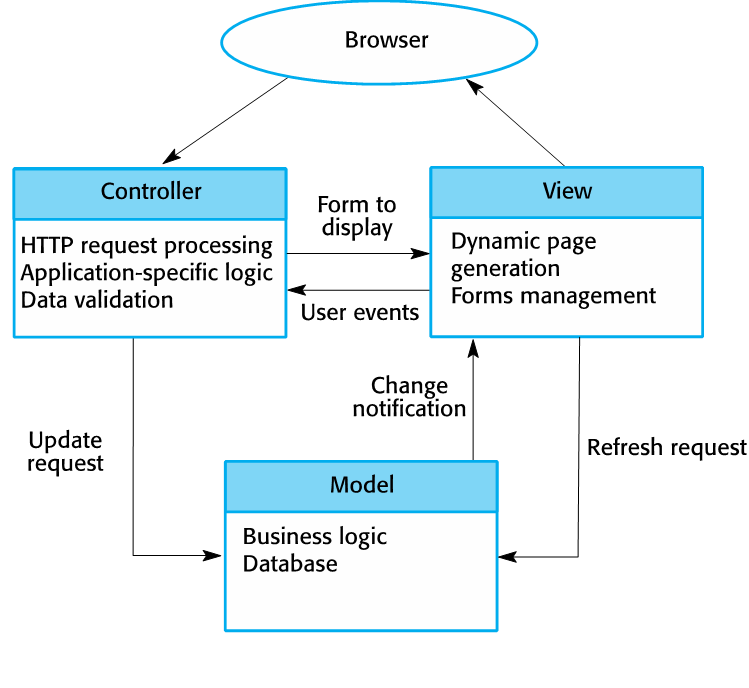 Browser
Controller
HTTP request processing
Application-specific logic
Data validation
Form to
display
User events
View
Dynamic page
generation
Forms management
Update
request
Change
notification
Refresh request
Model
Business logic
Database